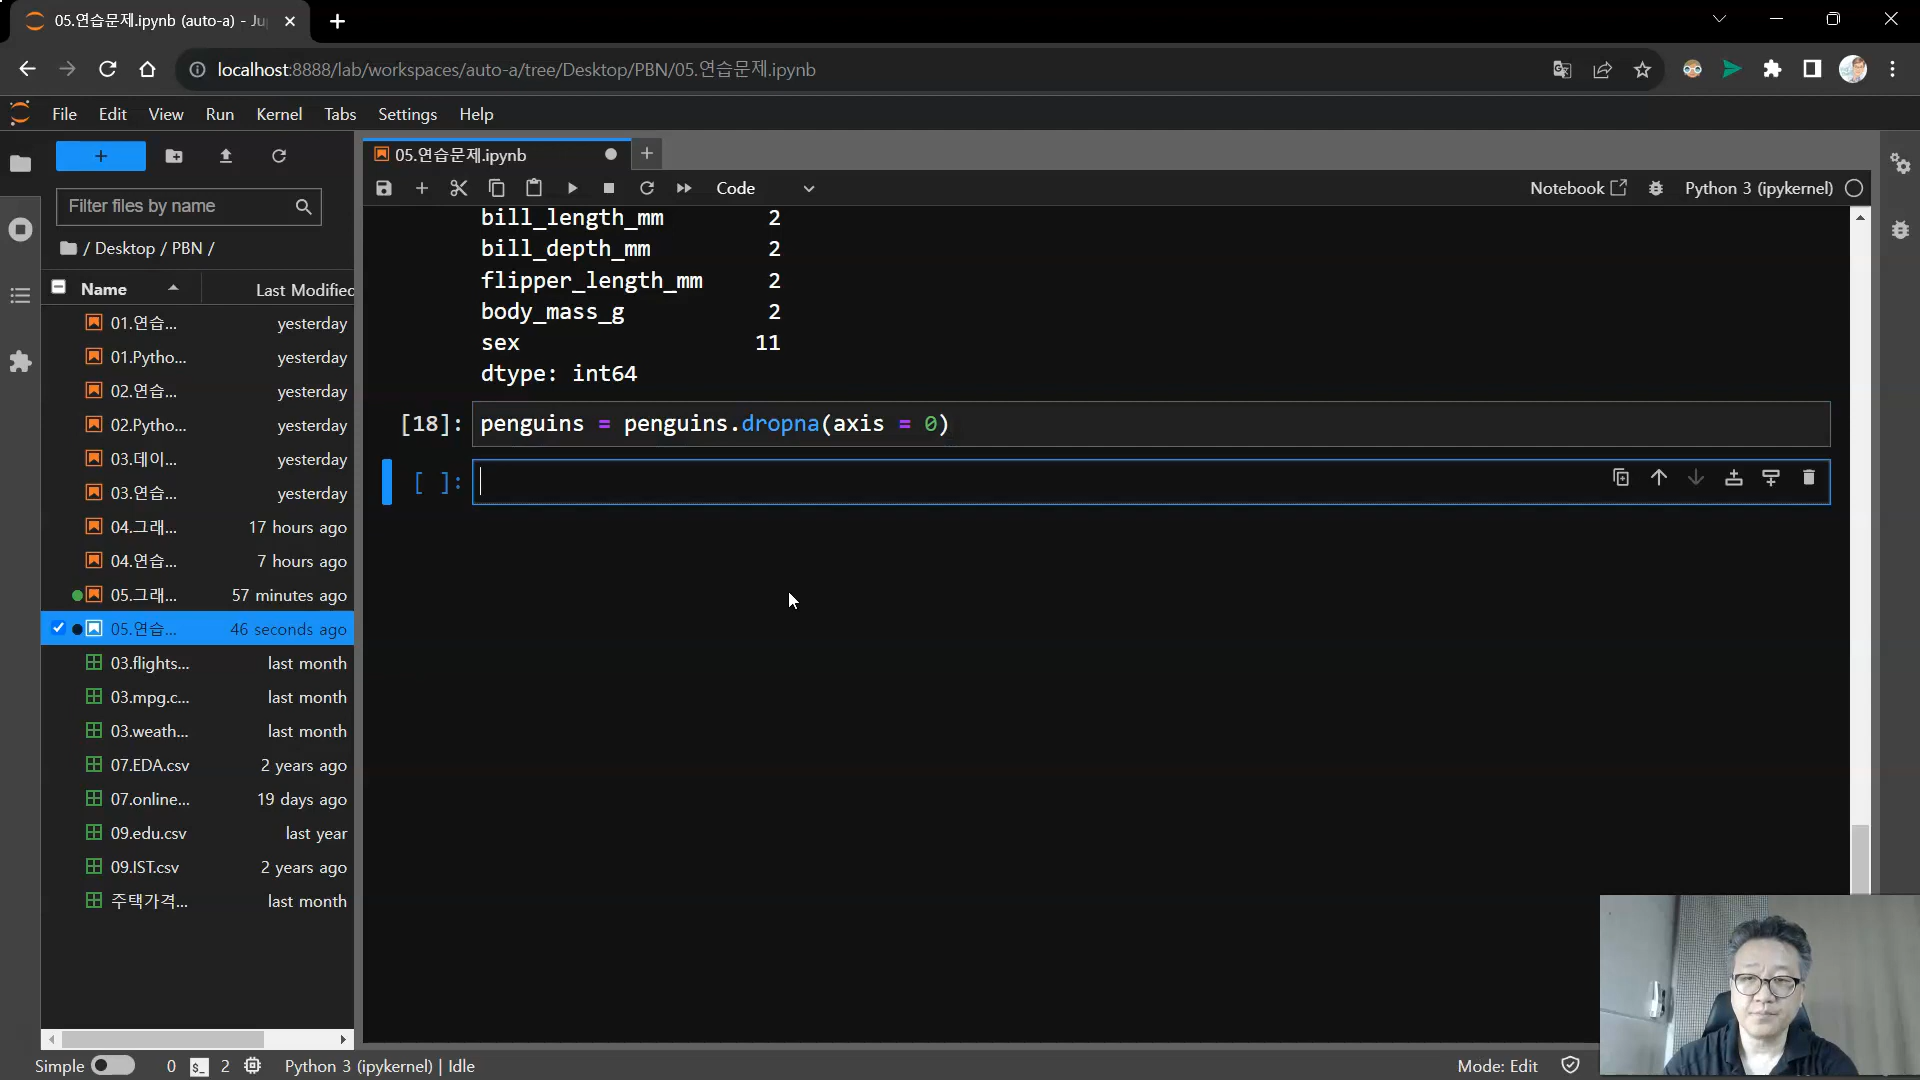 05.연습문제.ipynb (auto-a) - Ju
localhost:8888/lab/workspaces/auto-a/tree/Desktop/PBN/05.연습문제.ipynb
File Edit View Run Kernel Tabs Settings Help
Filter files by name
/ Desktop / PBN /
Name Last Modified
01.연습... yesterday
01.Pytho... yesterday
02.연습... yesterday
02.Pytho... yesterday
03.데이... yesterday
03.연습... yesterday
04.그래... 17 hours ago
04.연습... 7 hours ago
05.그래... 57 minutes ago
05.연습... 46 seconds ago
03.flights... last month
03.mpg.c... last month
03.weath... last month
07.EDA.csv 2 years ago
07.online... 19 days ago
09.edu.csv last year
09.IST.csv 2 years ago
주택가격... last month
05.연습문제.ipynb
Code
Notebook Python 3 (ipykernel)
bill_length_mm 2
bill_depth_mm 2
flipper_length_mm 2
body_mass_g 2
sex 11
dtype: int64
[18]: penguins = penguins.dropna(axis = 0)
[ ]:
Simple 0 $_ 2 Python 3 (ipykernel) | Idle
Mode: Edit